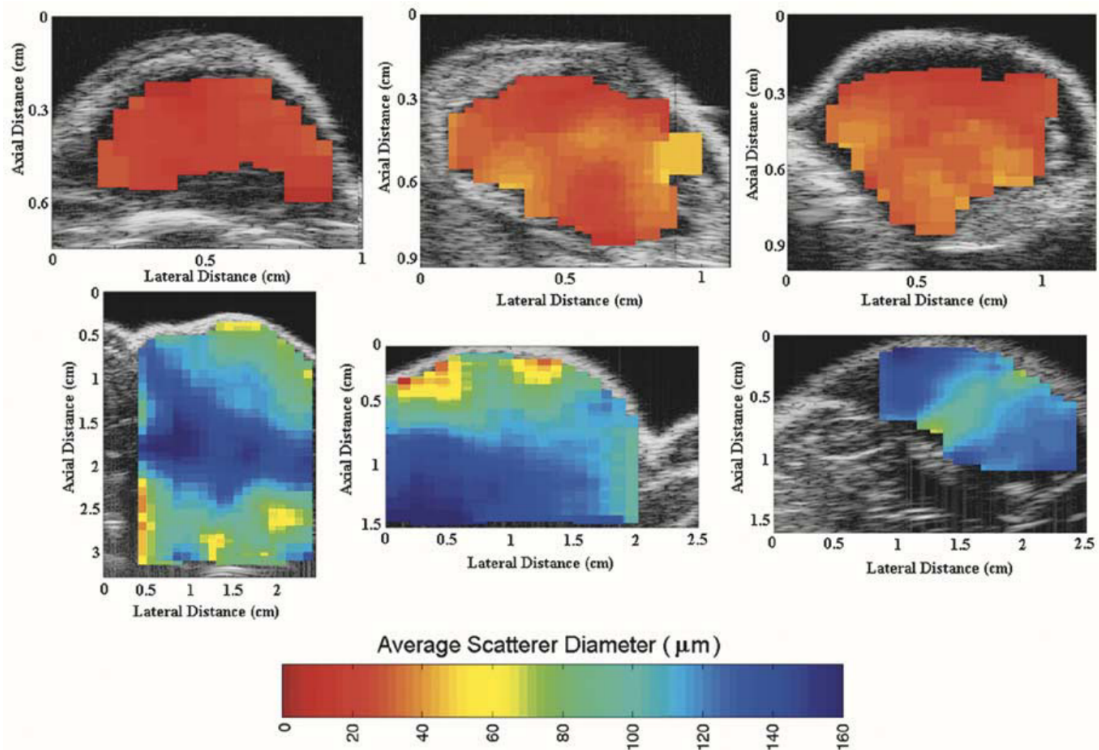 0
0.3
0.6
Axial Distance (cm)
0
0.5
1
Lateral Distance (cm)
0
0.3
0.6
0.9
Axial Distance (cm)
0
0.5
1
Lateral Distance (cm)
0
0.3
0.6
0.9
Axial Distance (cm)
0
0.5
1
Lateral Distance (cm)
0
0.5
1
1.5
2
2.5
3
Axial Distance (cm)
0 0.5 1 1.5 2
Lateral Distance (cm)
0
0.5
1
1.5
Axial Distance (cm)
0 0.5 1 1.5 2 2.5
Lateral Distance (cm)
0
0.5
1
1.5
Axial Distance (cm)
0 0.5 1 1.5 2 2.5
Lateral Distance (cm)
Average Scatterer Diameter (μm)
0 20 40 60 80 100 120 140 160